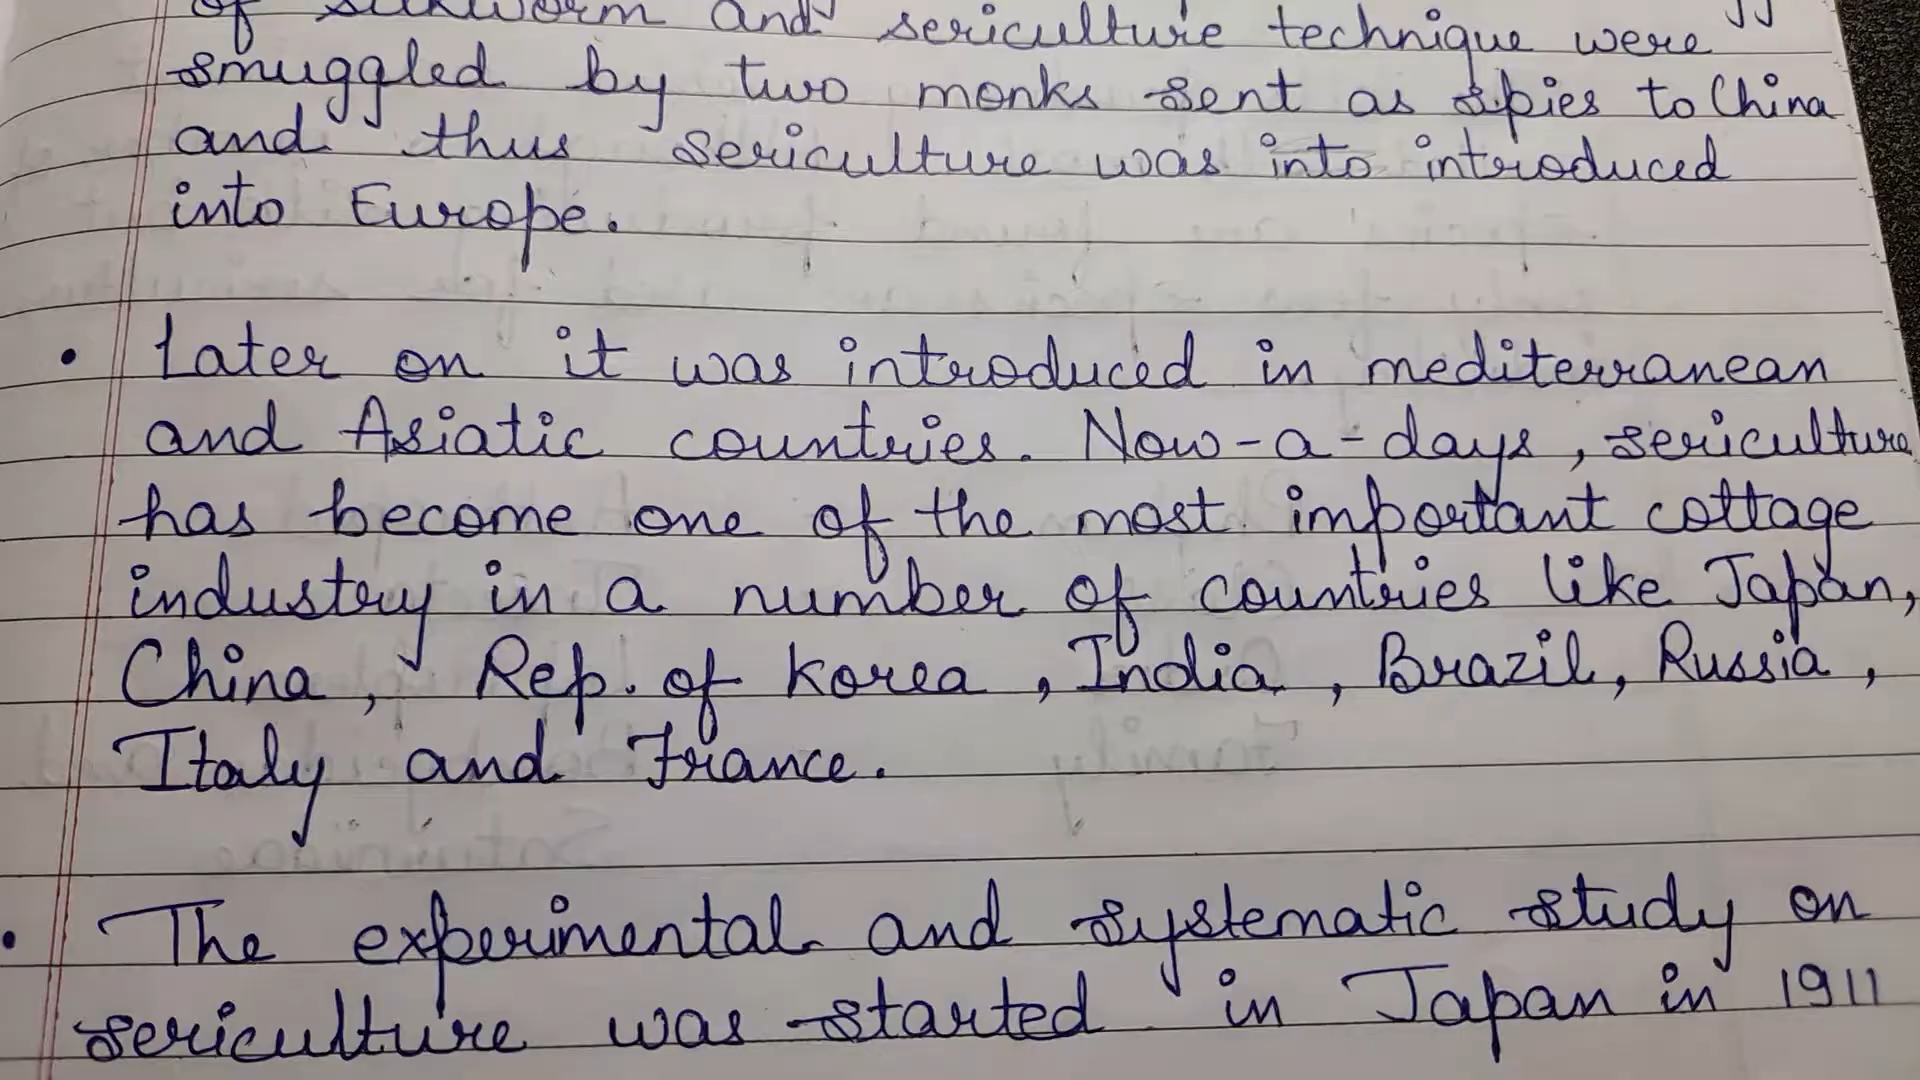 of silkworm and sericulture technique were
smuggled by two monks sent as spies to China
and thus sericulture was into introduced
into Europe.
• Later on it was introduced in mediterranean
and Asiatic countries. Now-a-days, sericulture
has become one of the most important cottage
industry in a number of countries like Japan,
China, Rep. of Korea, India, Brazil, Russia,
Italy and France.
• The experimental and systematic study on
sericulture was started in Japan in 1911